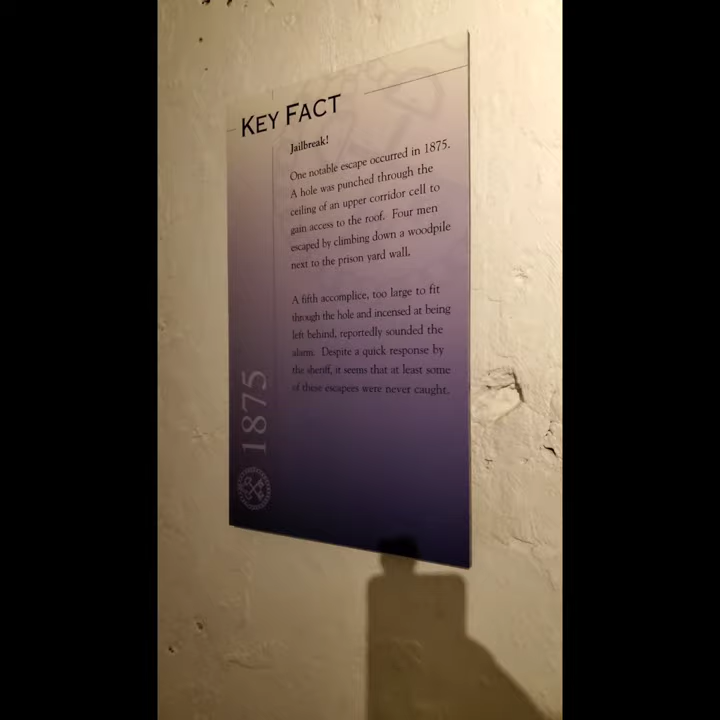 KEY FACT
Jailbreak!
One notable escape occurred in 1875.
A hole was punched through the
ceiling of an upper corridor cell to
gain access to the roof. Four men
escaped by climbing down a woodpile
next to the prison yard wall.
A fifth accomplice, too large to fit
through the hole and incensed at being
left behind, reportedly sounded the
alarm. Despite a quick response by
the sheriff, it seems that at least some
of these escapees were never caught.
1875